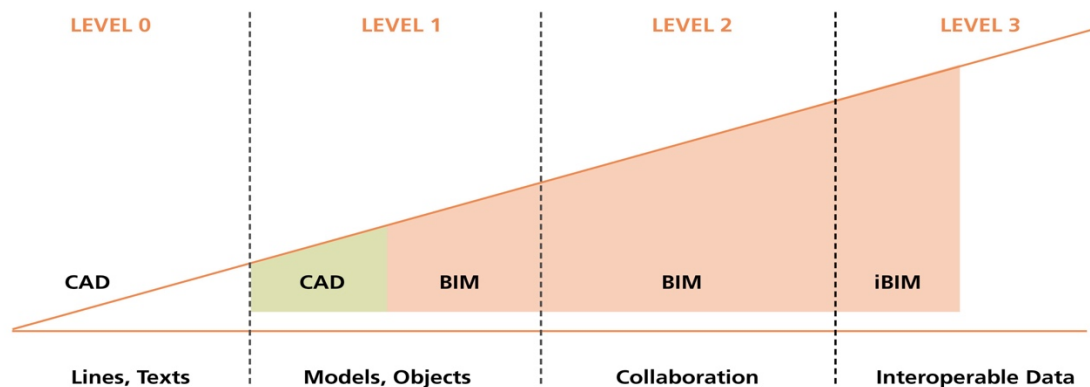 LEVEL 0 LEVEL 1 LEVEL 2 LEVEL 3
CAD CAD BIM BIM iBIM
Lines, Texts Models, Objects Collaboration Interoperable Data